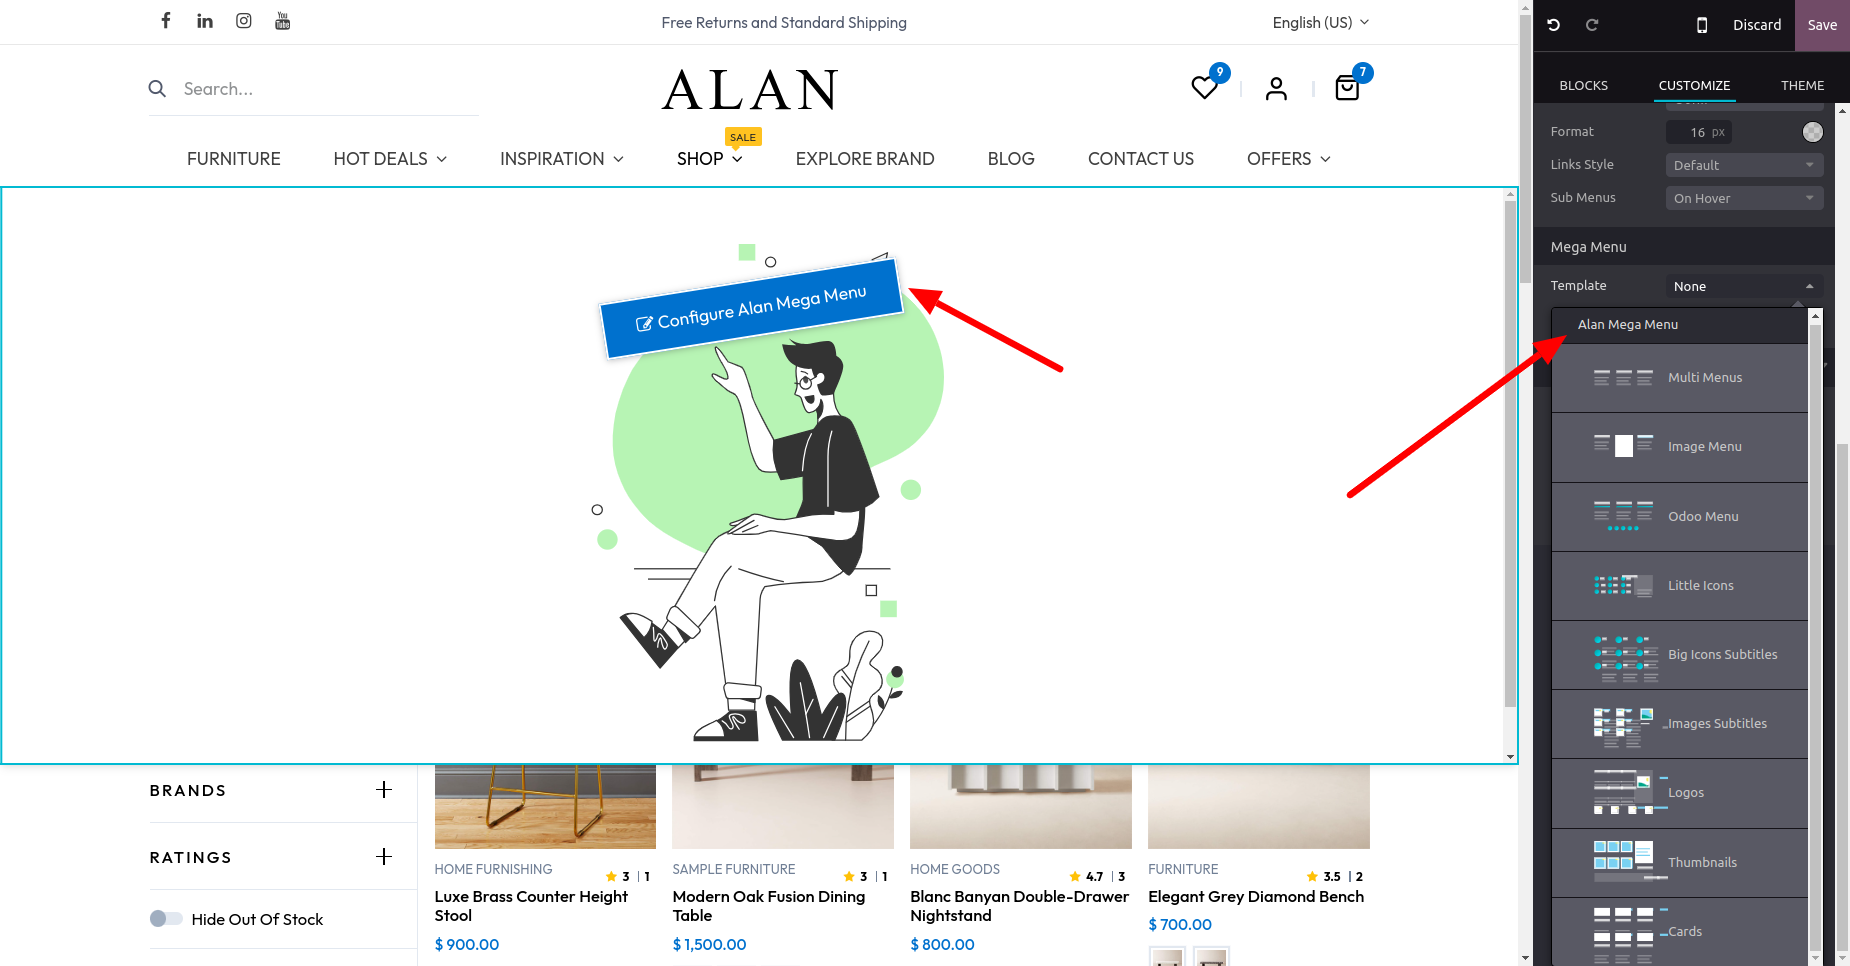 Free Returns and Standard Shipping
English (US)
Discard
Save
Search...
ALAN
9
7
BLOCKS
CUSTOMIZE
THEME
SALE
FURNITURE
HOT DEALS
INSPIRATION
SHOP
EXPLORE BRAND
BLOG
CONTACT US
OFFERS
Format
16 px
Links Style
Default
Sub Menus
On Hover
Mega Menu
Template
None
Configure Alan Mega Menu
Alan Mega Menu
Multi Menus
Image Menu
Odoo Menu
Little Icons
Big Icons Subtitles
Images Subtitles
Logos
Thumbnails
Cards
BRANDS
RATINGS
Hide Out Of Stock
HOME FURNISHING
3 | 1
Luxe Brass Counter Height
Stool
$ 900.00
SAMPLE FURNITURE
3 | 1
Modern Oak Fusion Dining
Table
$ 1,500.00
HOME GOODS
4.7 | 3
Blanc Banyan Double-Drawer
Nightstand
$ 800.00
FURNITURE
3.5 | 2
Elegant Grey Diamond Bench
$ 700.00